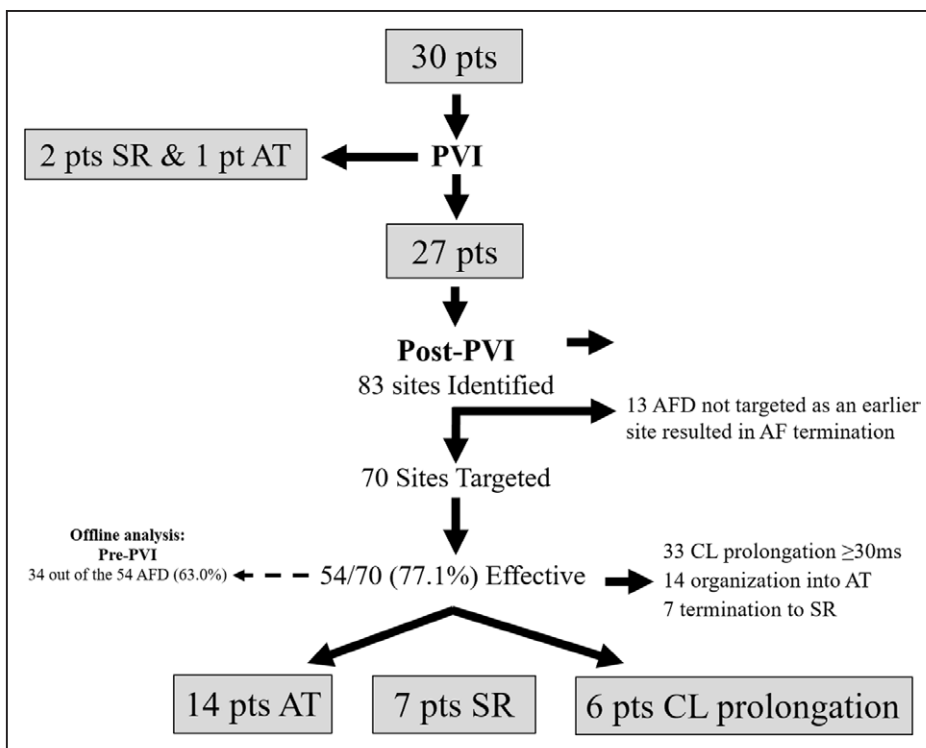 30 pts
2 pts SR & 1 pt AT
PVI
27 pts
Post-PVI
83 sites Identified
13 AFD not targeted as an earlier
site resulted in AF termination
70 Sites Targeted
Offline analysis:
Pre-PVI
34 out of the 54 AFD (63.0%)
54/70 (77.1%) Effective
33 CL prolongation ≥30ms
14 organization into AT
7 termination to SR
14 pts AT
7 pts SR
6 pts CL prolongation